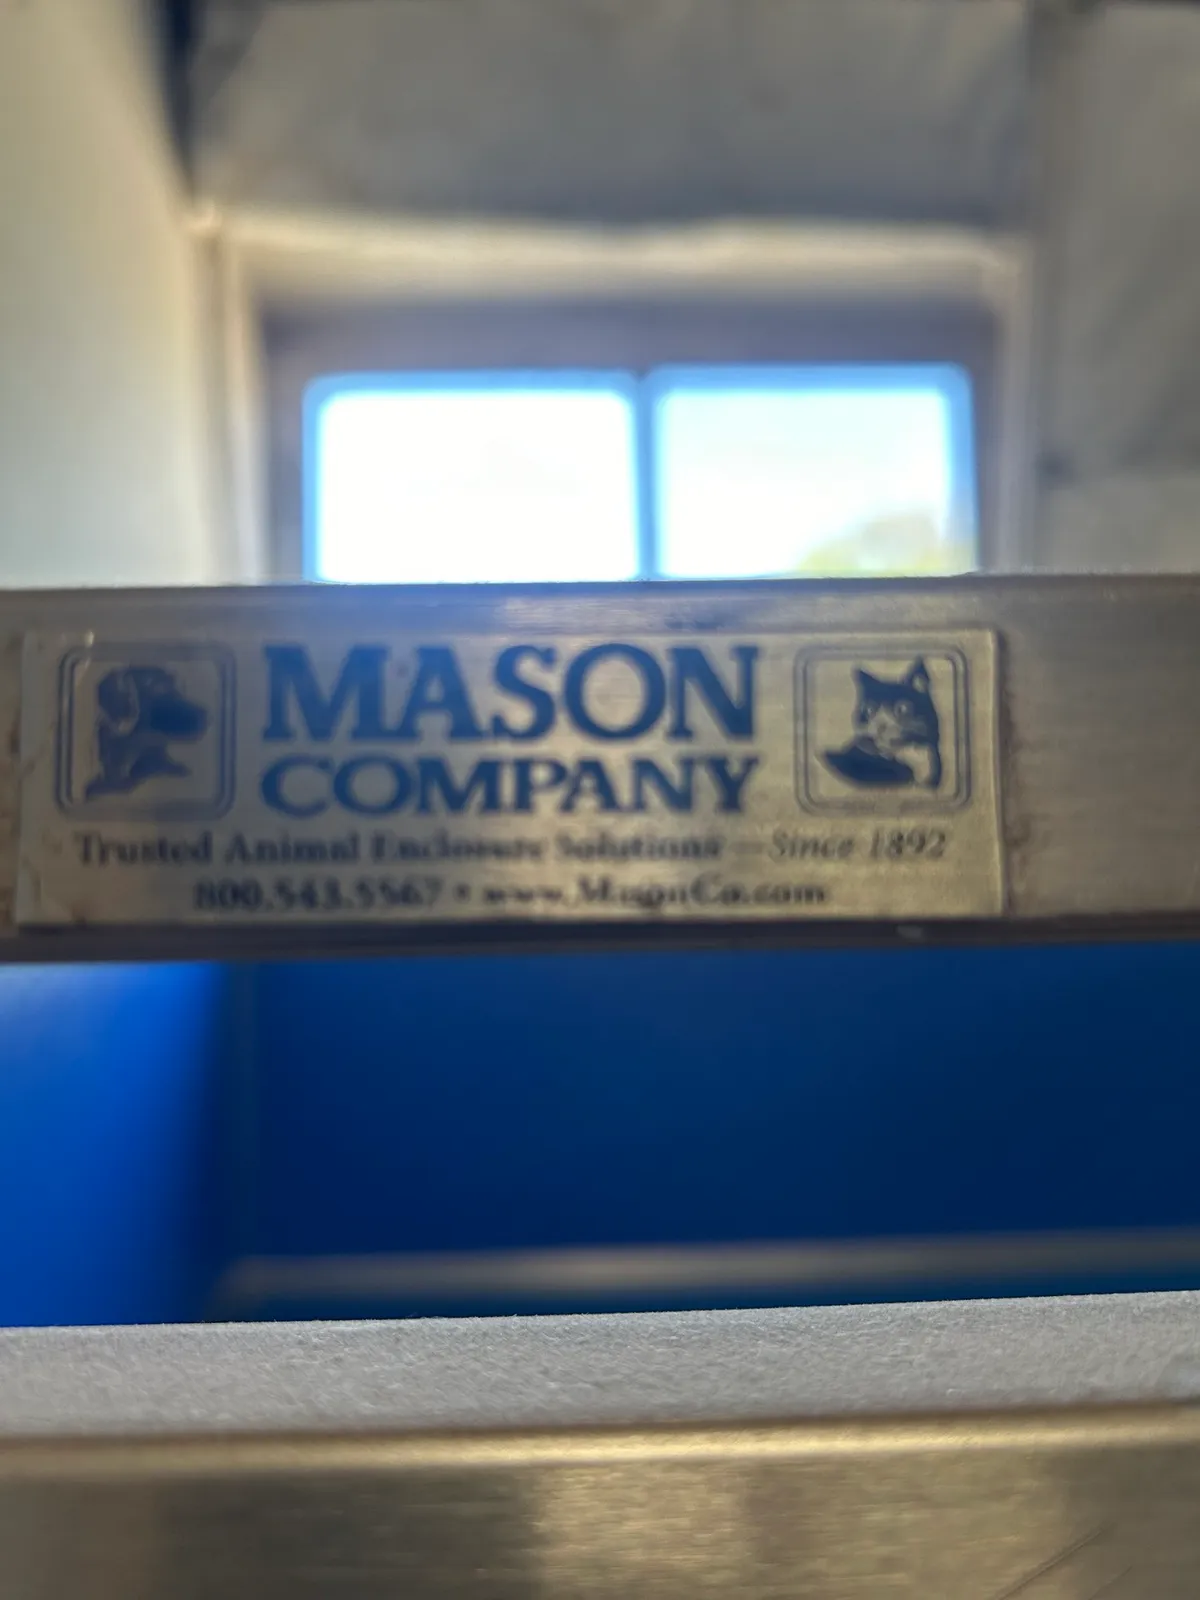 MASON
COMPANY
Trusted Animal Enclosure Solutions — Since 1892
800.543.5567 • www.MasonCo.com